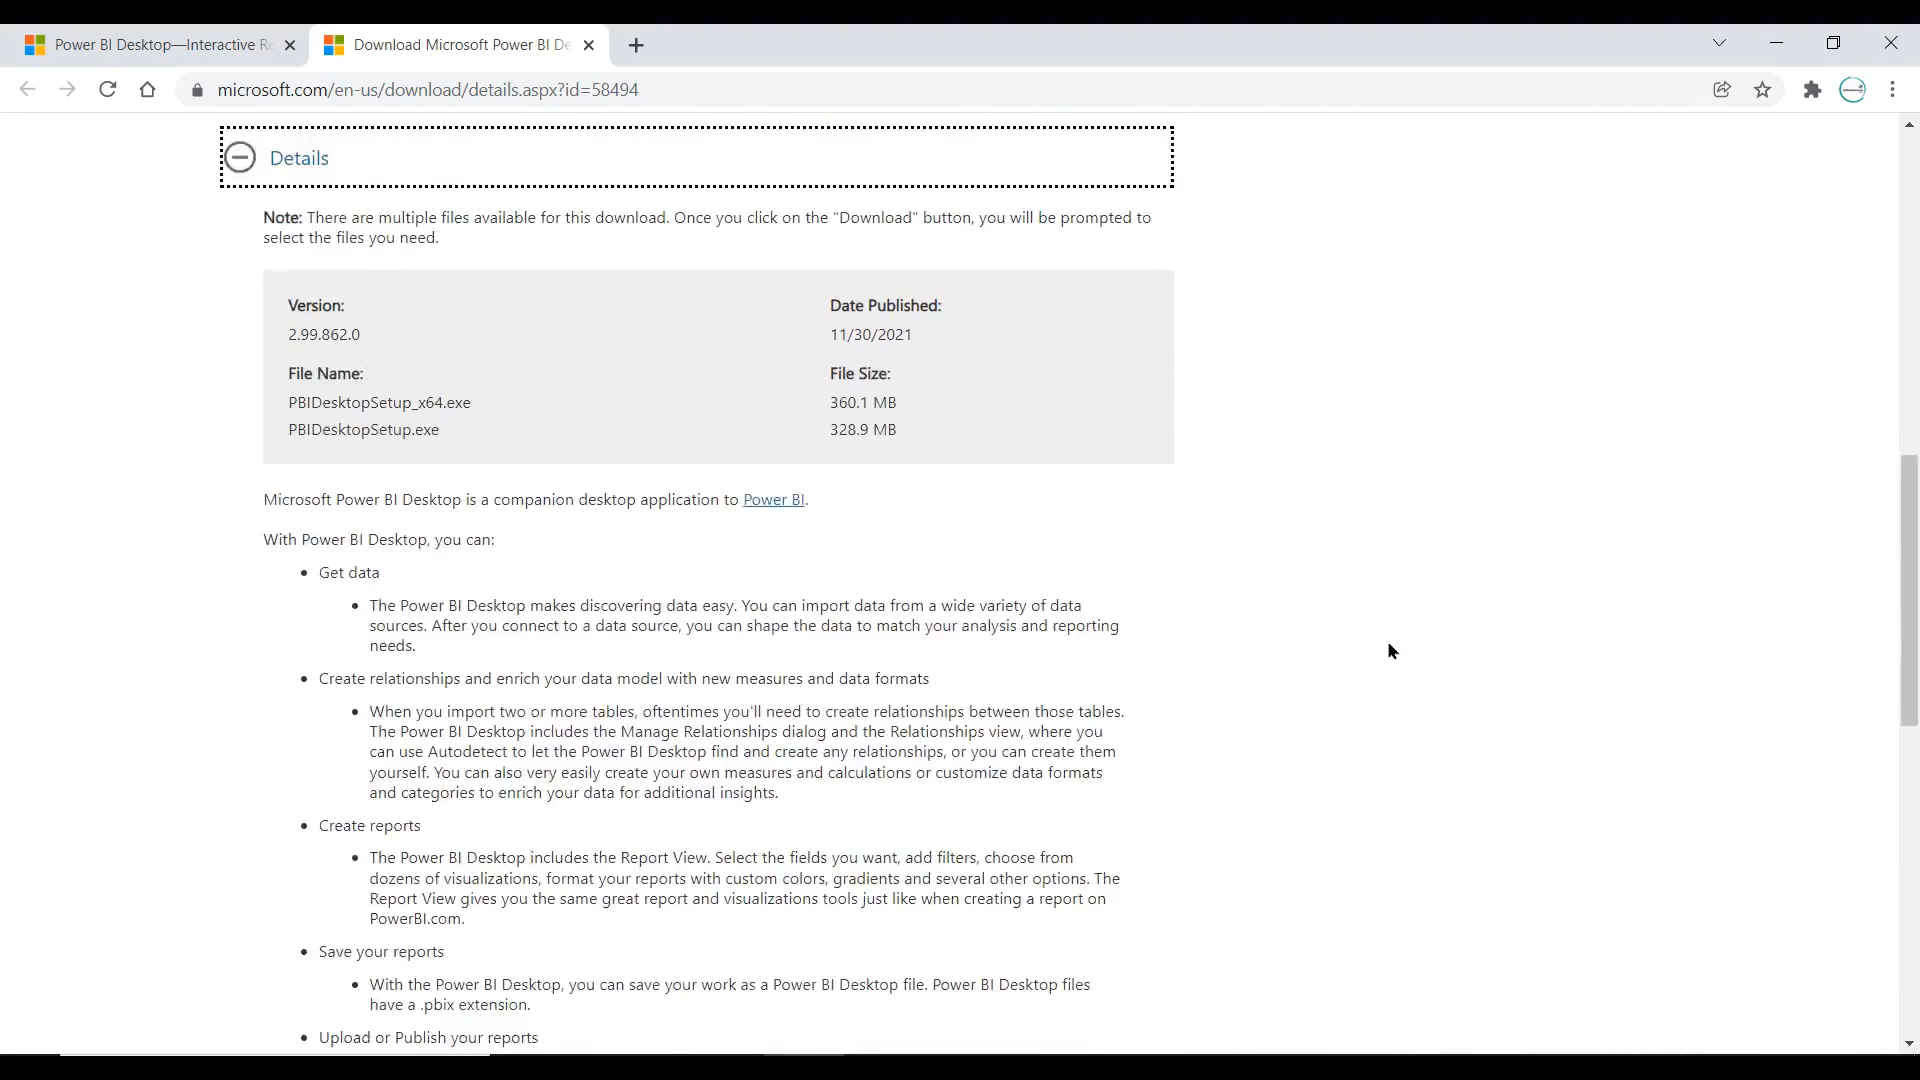 Power BI Desktop—Interactive Re
Download Microsoft Power BI De
microsoft.com/en-us/download/details.aspx?id=58494
Details
Note: There are multiple files available for this download. Once you click on the "Download" button, you will be prompted to
select the files you need.
Version:
2.99.862.0
Date Published:
11/30/2021
File Name:
PBIDesktopSetup_x64.exe
PBIDesktopSetup.exe
File Size:
360.1 MB
328.9 MB
Microsoft Power BI Desktop is a companion desktop application to Power BI.
With Power BI Desktop, you can:
• Get data
• The Power BI Desktop makes discovering data easy. You can import data from a wide variety of data
sources. After you connect to a data source, you can shape the data to match your analysis and reporting
needs.
• Create relationships and enrich your data model with new measures and data formats
• When you import two or more tables, oftentimes you'll need to create relationships between those tables.
The Power BI Desktop includes the Manage Relationships dialog and the Relationships view, where you
can use Autodetect to let the Power BI Desktop find and create any relationships, or you can create them
yourself. You can also very easily create your own measures and calculations or customize data formats
and categories to enrich your data for additional insights.
• Create reports
• The Power BI Desktop includes the Report View. Select the fields you want, add filters, choose from
dozens of visualizations, format your reports with custom colors, gradients and several other options. The
Report View gives you the same great report and visualizations tools just like when creating a report on
PowerBI.com.
• Save your reports
• With the Power BI Desktop, you can save your work as a Power BI Desktop file. Power BI Desktop files
have a .pbix extension.
• Upload or Publish your reports